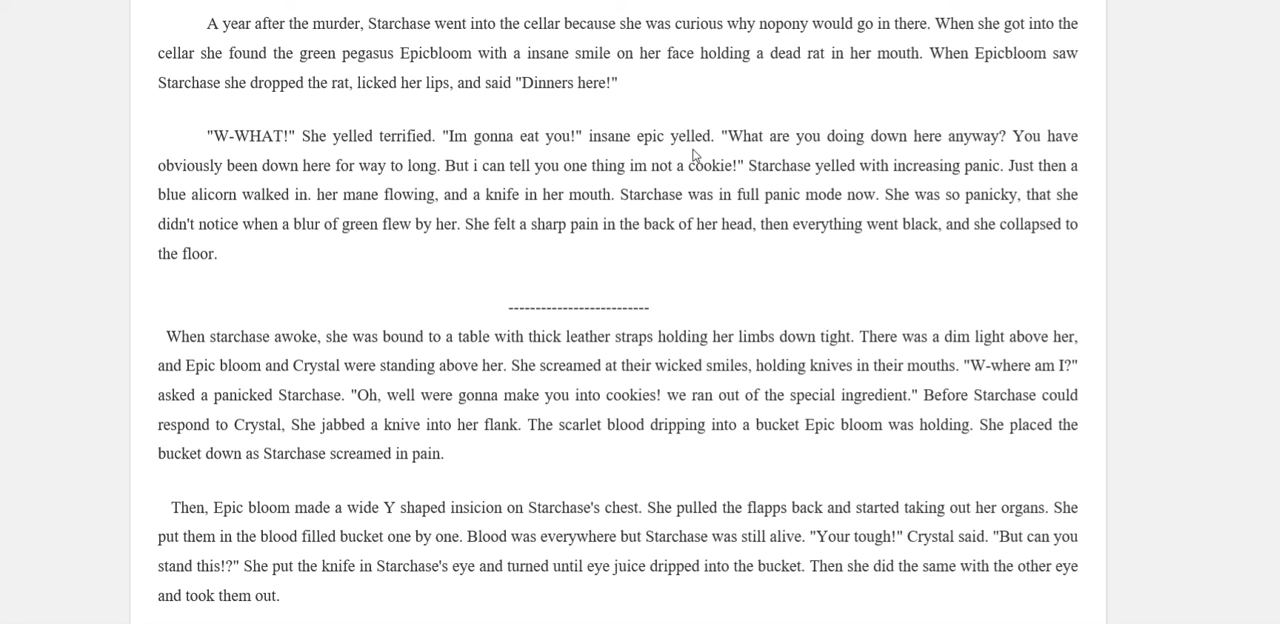 A year after the murder, Starchase went into the cellar because she was curious why nopony would go in there. When she got into the
cellar she found the green pegasus Epicbloom with a insane smile on her face holding a dead rat in her mouth. When Epicbloom saw
Starchase she dropped the rat, licked her lips, and said "Dinners here!"
"W-WHAT!" She yelled terrified. "Im gonna eat you!" insane epic yelled. "What are you doing down here anyway? You have
obviously been down here for way to long. But i can tell you one thing im not a cookie!" Starchase yelled with increasing panic. Just then a
blue alicorn walked in. her mane flowing, and a knife in her mouth. Starchase was in full panic mode now. She was so panicky, that she
didn't notice when a blur of green flew by her. She felt a sharp pain in the back of her head, then everything went black, and she collapsed to
the floor.
--------------------------
When starchase awoke, she was bound to a table with thick leather straps holding her limbs down tight. There was a dim light above her,
and Epic bloom and Crystal were standing above her. She screamed at their wicked smiles, holding knives in their mouths. "W-where am I?"
asked a panicked Starchase. "Oh, well were gonna make you into cookies! we ran out of the special ingredient." Before Starchase could
respond to Crystal, She jabbed a knive into her flank. The scarlet blood dripping into a bucket Epic bloom was holding. She placed the
bucket down as Starchase screamed in pain.
Then, Epic bloom made a wide Y shaped insicion on Starchase's chest. She pulled the flapps back and started taking out her organs. She
put them in the blood filled bucket one by one. Blood was everywhere but Starchase was still alive. "Your tough!" Crystal said. "But can you
stand this!?" She put the knife in Starchase's eye and turned until eye juice dripped into the bucket. Then she did the same with the other eye
and took them out.